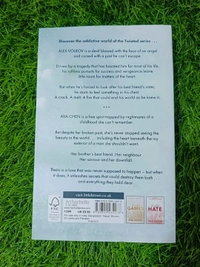 Discover the addictive world of the Twisted series ...
ALEX VOLKOV is a devil blessed with the face of an angel
and cursed with a past he can't escape.
Driven by a tragedy that has haunted him for most of his life,
his ruthless pursuits for success and vengeance leave
little room for matters of the heart.
But when he's forced to look after his best friend's sister,
he starts to feel something in his chest:
A crack. A melt. A fire that could end his world as he knew it.
***
AVA CHEN is a free spirit trapped by nightmares of a
childhood she can't remember.
But despite her broken past, she's never stopped seeing the
beauty in the world ... including the heart beneath the icy
exterior of a man she shouldn't want.
Her brother's best friend. Her neighbour.
Her saviour and her downfall.
Theirs is a love that was never supposed to happen – but when
it does, it unleashes secrets that could destroy them both
and everything they hold dear.
FSC
HATE